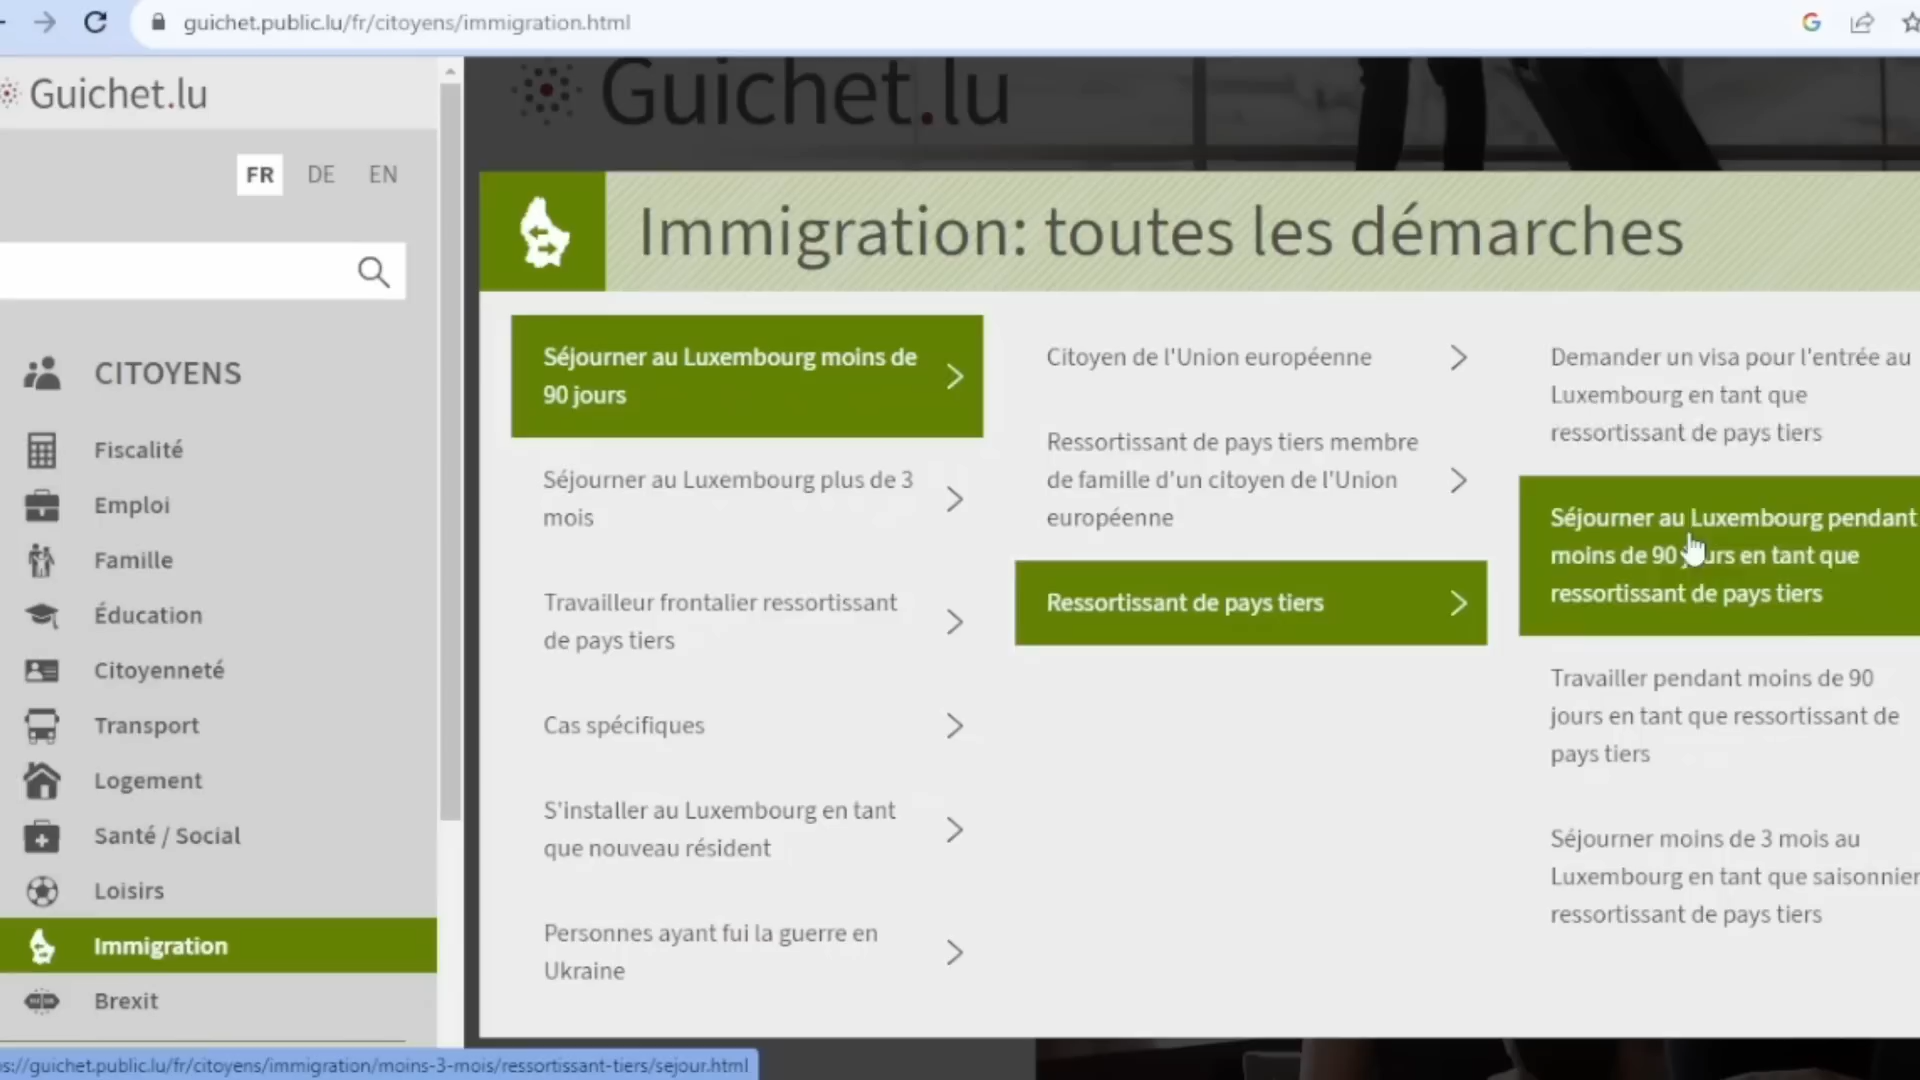 guichet.public.lu/fr/citoyens/immigration.html
Guichet.lu
FR DE EN
CITOYENS
Fiscalité
Emploi
Famille
Éducation
Citoyenneté
Transport
Logement
Santé / Social
Loisirs
Immigration
Brexit
Guichet.lu
Immigration: toutes les démarches
Séjourner au Luxembourg moins de
90 jours
Séjourner au Luxembourg plus de 3
mois
Travailleur frontalier ressortissant
de pays tiers
Cas spécifiques
S'installer au Luxembourg en tant
que nouveau résident
Personnes ayant fui la guerre en
Ukraine
Citoyen de l'Union européenne
Ressortissant de pays tiers membre
de famille d'un citoyen de l'Union
européenne
Ressortissant de pays tiers
Demander un visa pour l'entrée au
Luxembourg en tant que
ressortissant de pays tiers
Séjourner au Luxembourg pendant
moins de 90 jours en tant que
ressortissant de pays tiers
Travailler pendant moins de 90
jours en tant que ressortissant de
pays tiers
Séjourner moins de 3 mois au
Luxembourg en tant que saisonnier
ressortissant de pays tiers
s://guichet.public.lu/fr/citoyens/immigration/moins-3-mois/ressortissant-tiers/sejour.html